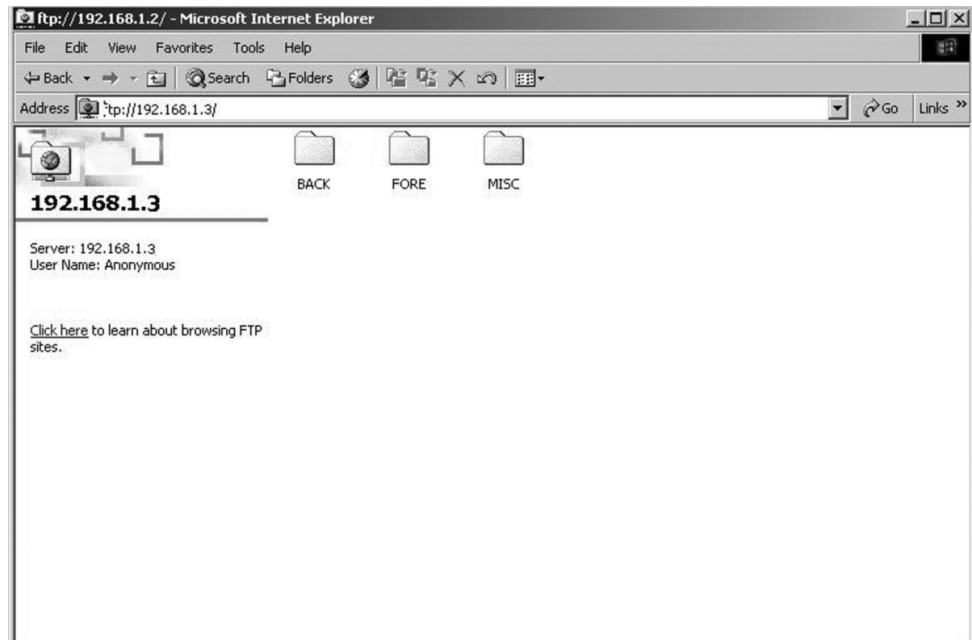 ftp://192.168.1.2/ - Microsoft Internet Explorer
File Edit View Favorites Tools Help
Back Search Folders
Address tp://192.168.1.3/ Go Links »
BACK FORE MISC
192.168.1.3
Server: 192.168.1.3
User Name: Anonymous
Click here to learn about browsing FTP
sites.